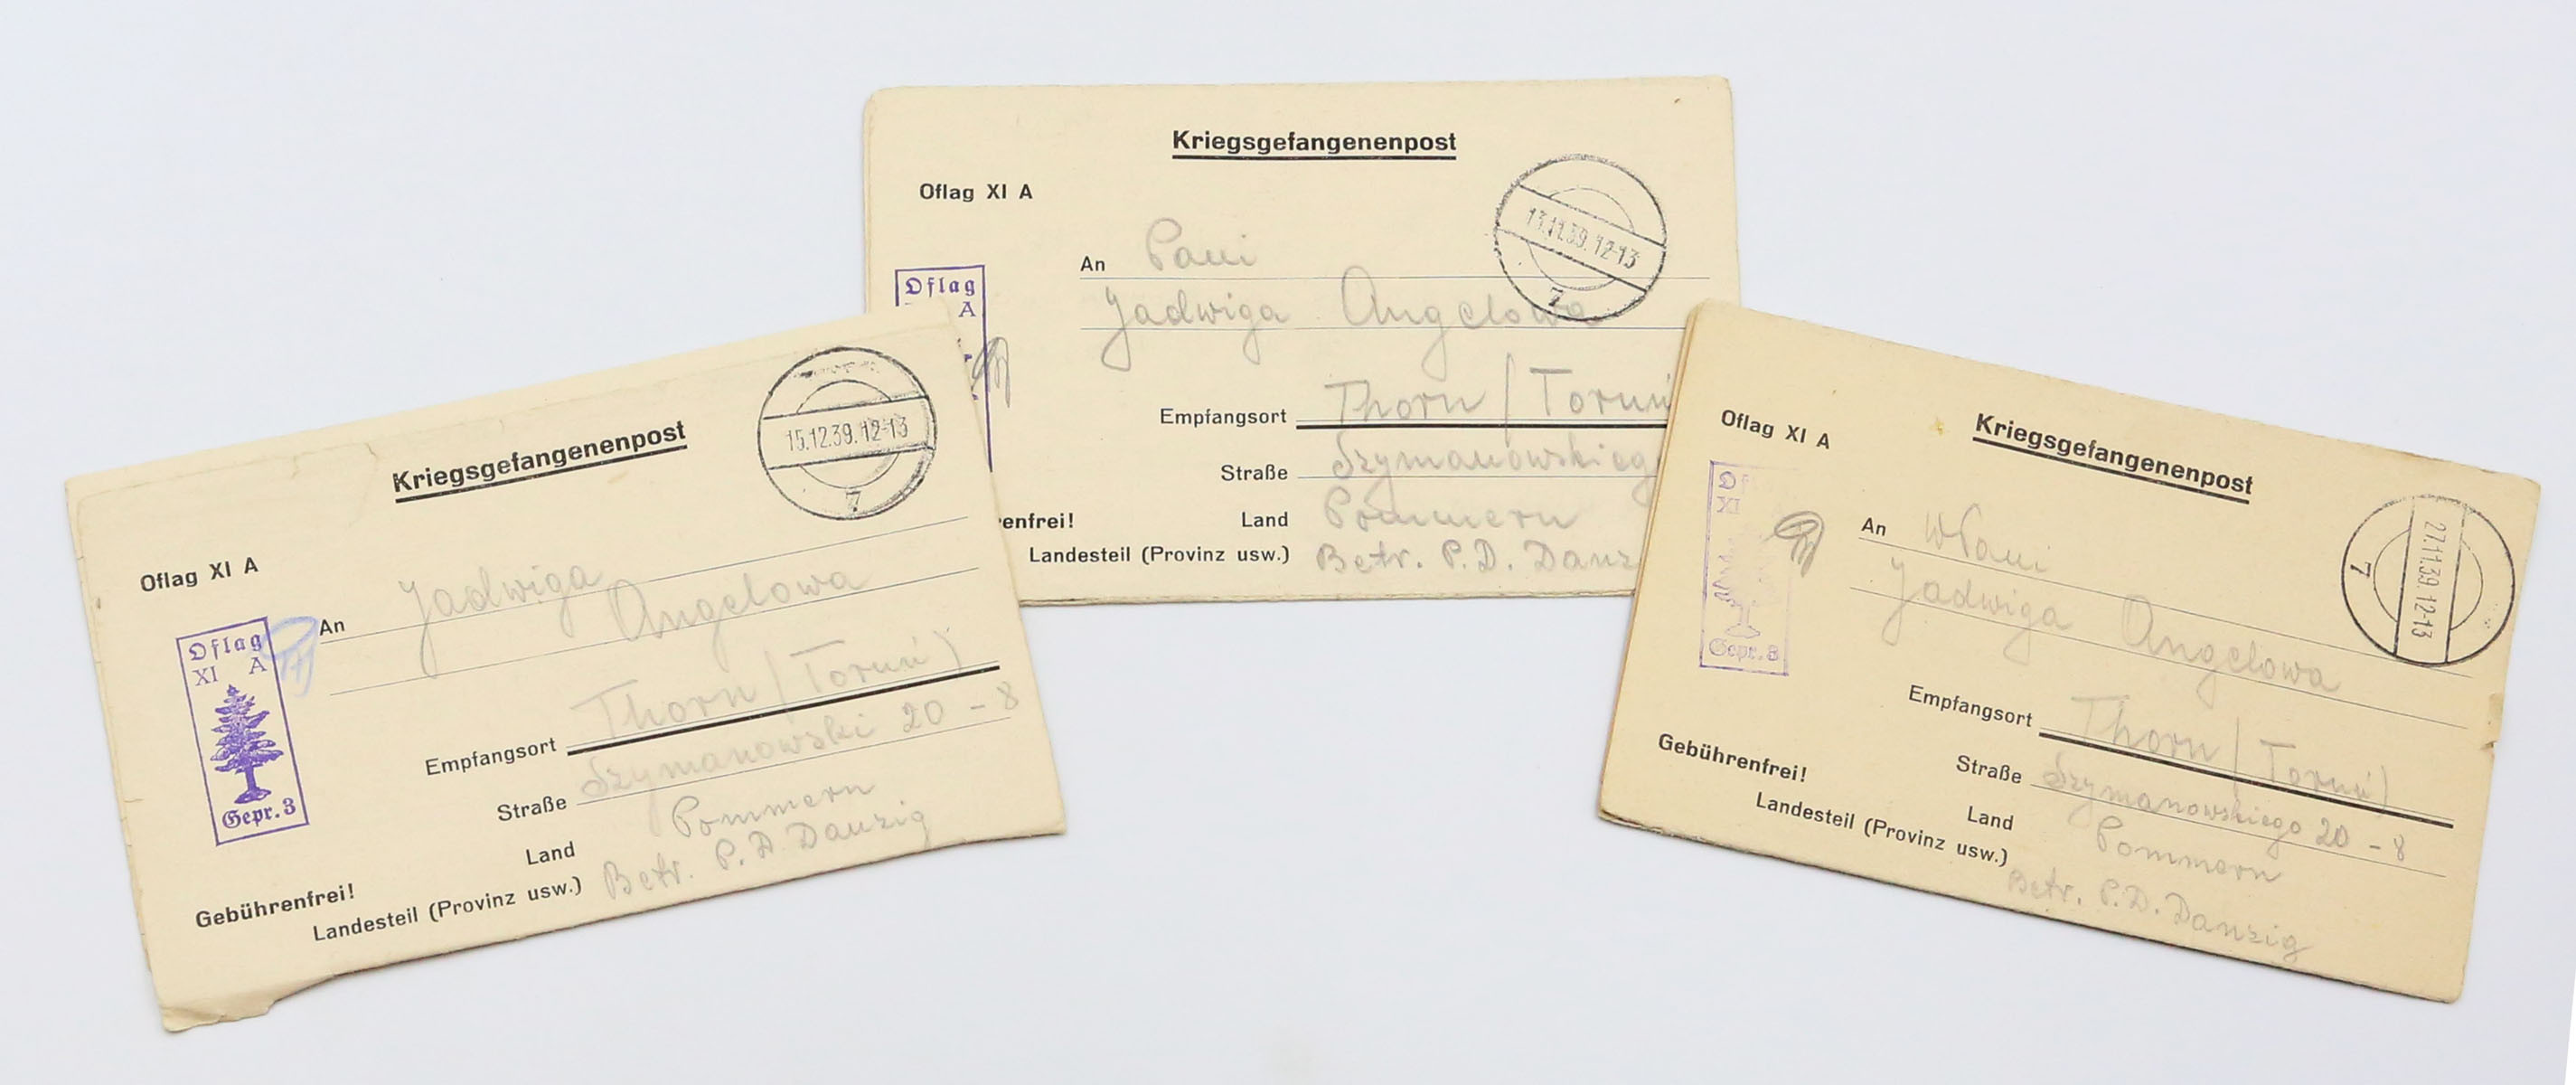 Kriegsgefangenenpost
Oflag XI A
15.12.39.12-13
7
An Jadwiga
Angelowa
Oflag
XI A
Gepr. 3
Empfangsort Thorn (Toruń)
Straße Szymanowski 20 - 8
Land Pommern
Gebührenfrei!
Landesteil (Provinz usw.) Betr. P. D. Danzig
Kriegsgefangenenpost
Oflag XI A
13.11.39.12-13
7
An Pani
Jadwiga Angelowa
Oflag
A
Empfangsort Thorn (Toruń
Straße Szymanowskieg
enfrei!
Land Pommern
Landesteil (Provinz usw.) Betr. P. D. Danz
Kriegsgefangenenpost
Oflag XI A
27.11.39.12-13
7
An WPani
Jadwiga Angelowa
XI
Gepr. 3
Empfangsort Thorn (Toruń)
Straße Szymanowskiego 20 - 8
Gebührenfrei!
Land Pommern
Landesteil (Provinz usw.) Betr. P. D. Danzig